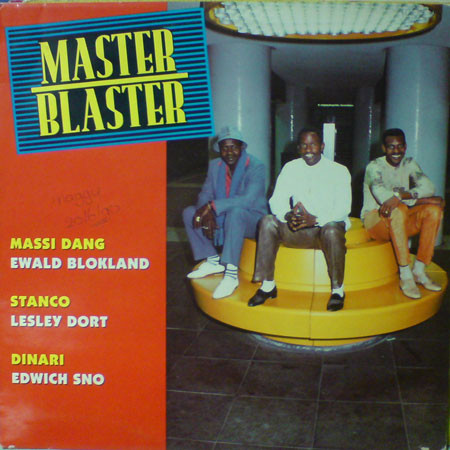 MASTER
BLASTER
MASSI DANG
EWALD BLOKLAND
STANCO
LESLEY DORT
DINARI
EDWICH SNO